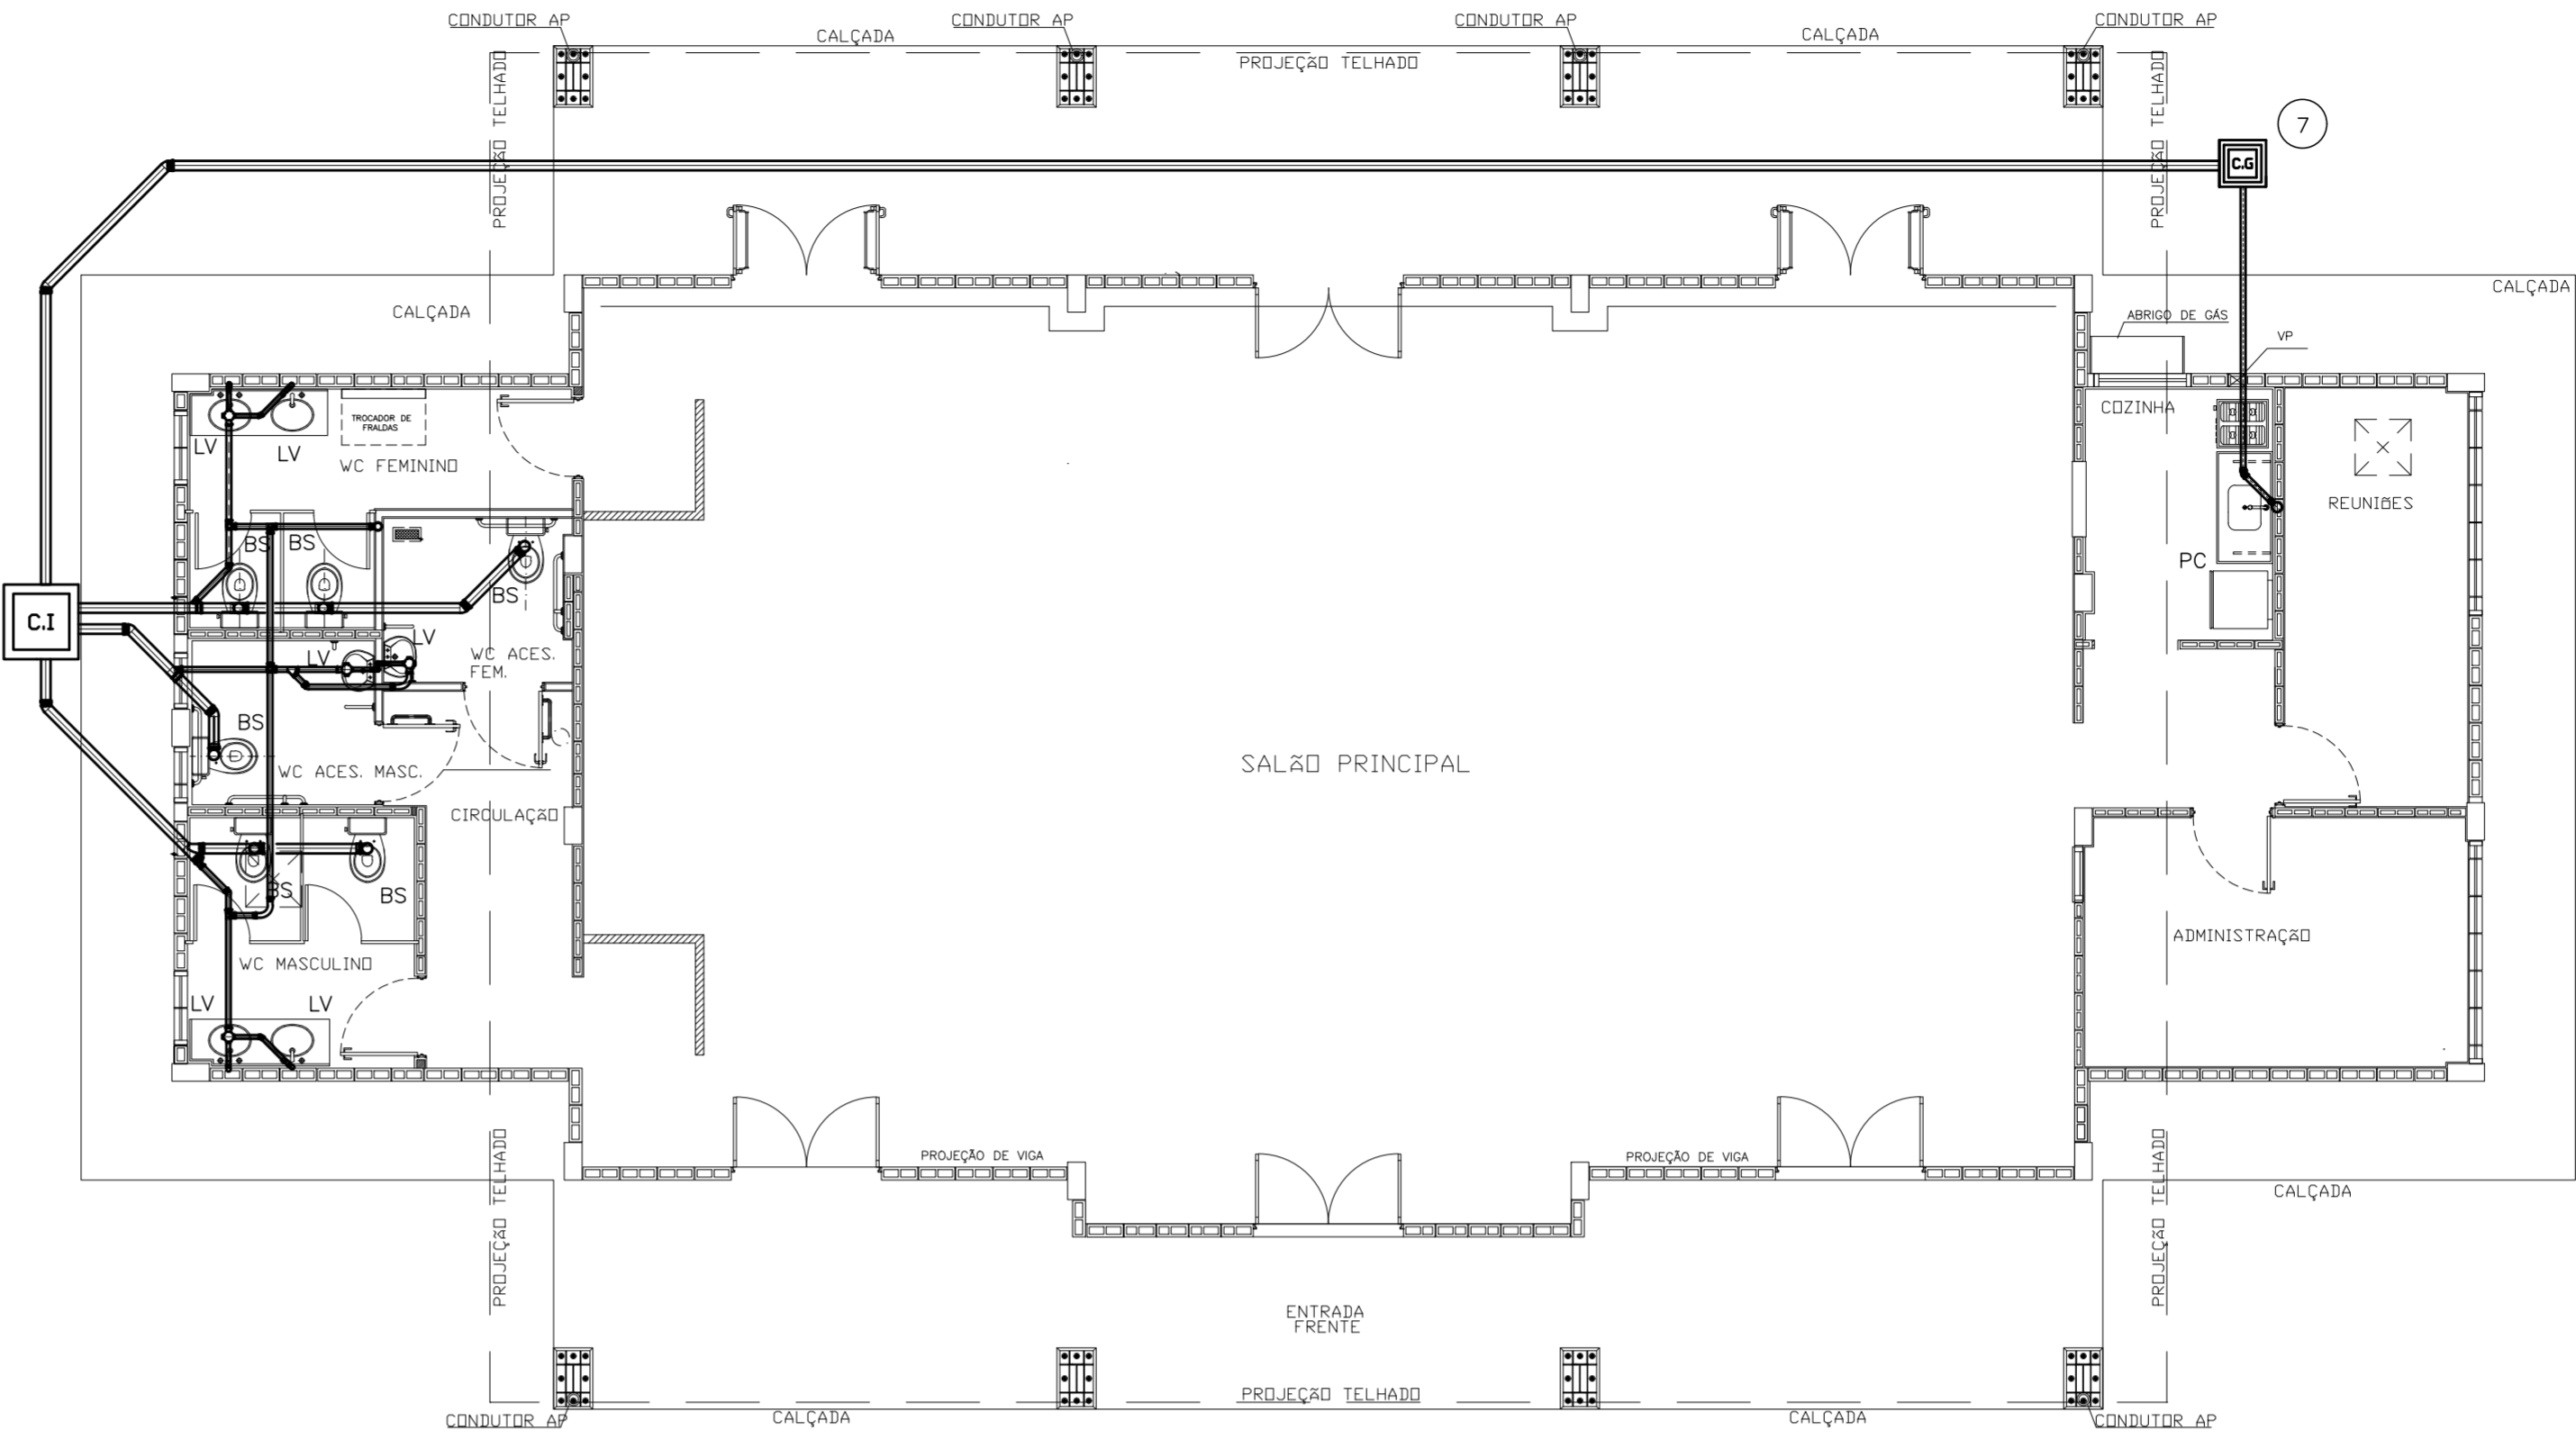 CONDUTOR AP
CONDUTOR AP
CONDUTOR AP
CONDUTOR AP
CALÇADA
CALÇADA
PROJEÇÃO TELHADO
PROJEÇÃO TELHADO
PROJEÇÃO TELHADO
7
C.G
CALÇADA
CALÇADA
ABRIGO DE GÁS
VP
COZINHA
TROCADOR DE
FRALDAS
LV
LV
WC FEMININO
REUNIÕES
BS
BS
PC
BS
C.I
LV
LV
WC ACES.
FEM.
BS
SALÃO PRINCIPAL
WC ACES. MASC.
CIRCULAÇÃO
BS
BS
ADMINISTRAÇÃO
WC MASCULINO
LV
LV
PROJEÇÃO DE VIGA
PROJEÇÃO DE VIGA
PROJEÇÃO TELHADO
PROJEÇÃO TELHADO
CALÇADA
ENTRADA
FRENTE
PROJEÇÃO TELHADO
CONDUTOR AP
CALÇADA
CALÇADA
CONDUTOR AP